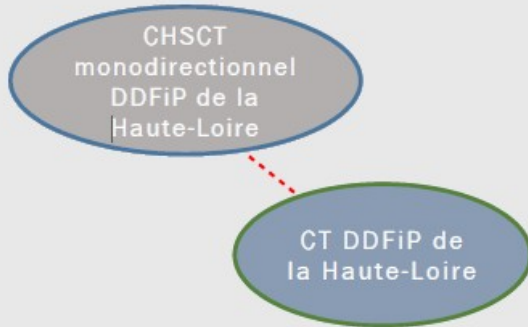 CHSCT
monodirectionnel
DDFiP de la
Haute-Loire
CT DDFiP de
la Haute-Loire